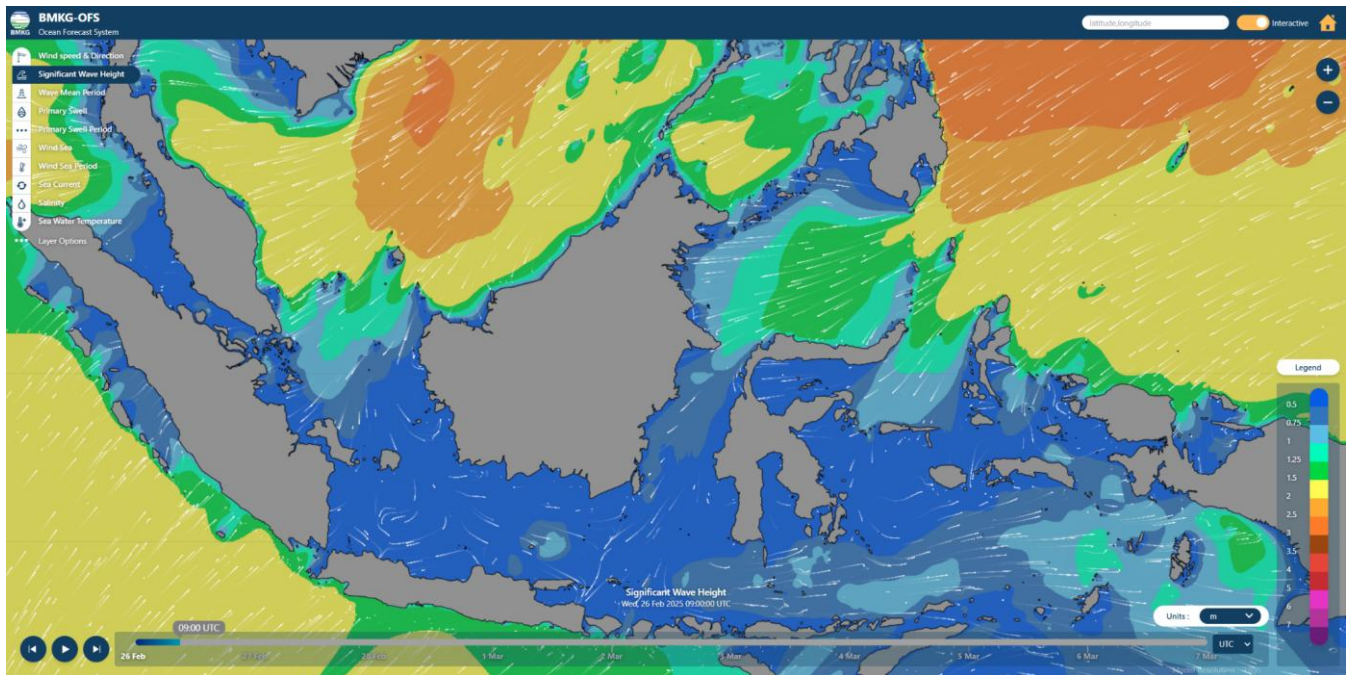 BMKG-OFS
BMKG
Ocean Forecast System
latitude,longitude
Interactive
Wind speed & Direction
Significant Wave Height
Wave Mean Period
Primary Swell
Primary Swell Period
Wind Sea
Wind Sea Period
Sea Current
Salinity
Sea Water Temperature
Layer Options
Legend
0.5
0.75
1
1.25
1.5
2
2.5
3
3.5
4
5
6
7
Significant Wave Height
Wed, 26 Feb 2025 09:00:00 UTC
Units :
m
09:00 UTC
UTC
26 Feb
27 Feb
28 Feb
1 Mar
2 Mar
3 Mar
4 Mar
5 Mar
6 Mar
7 Mar